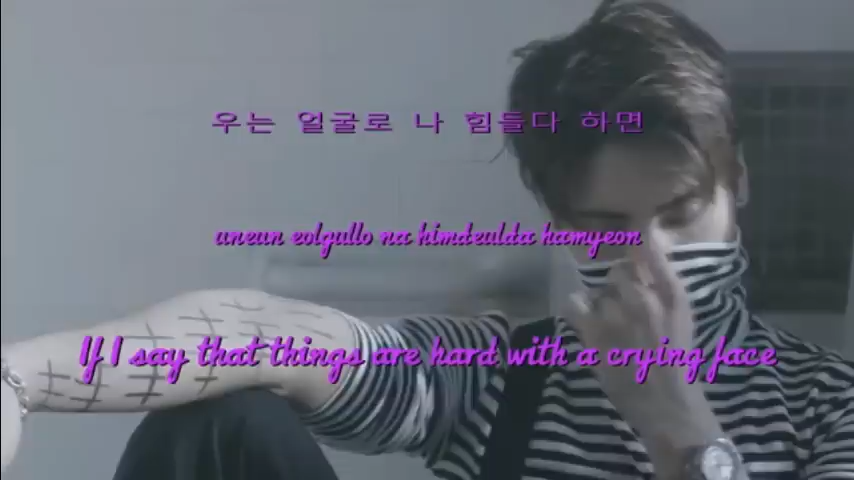 우는 얼굴로 나 힘들다 하면
uneun eolgullo na himdeulda hamyeon
If I say that things are hard with a crying face